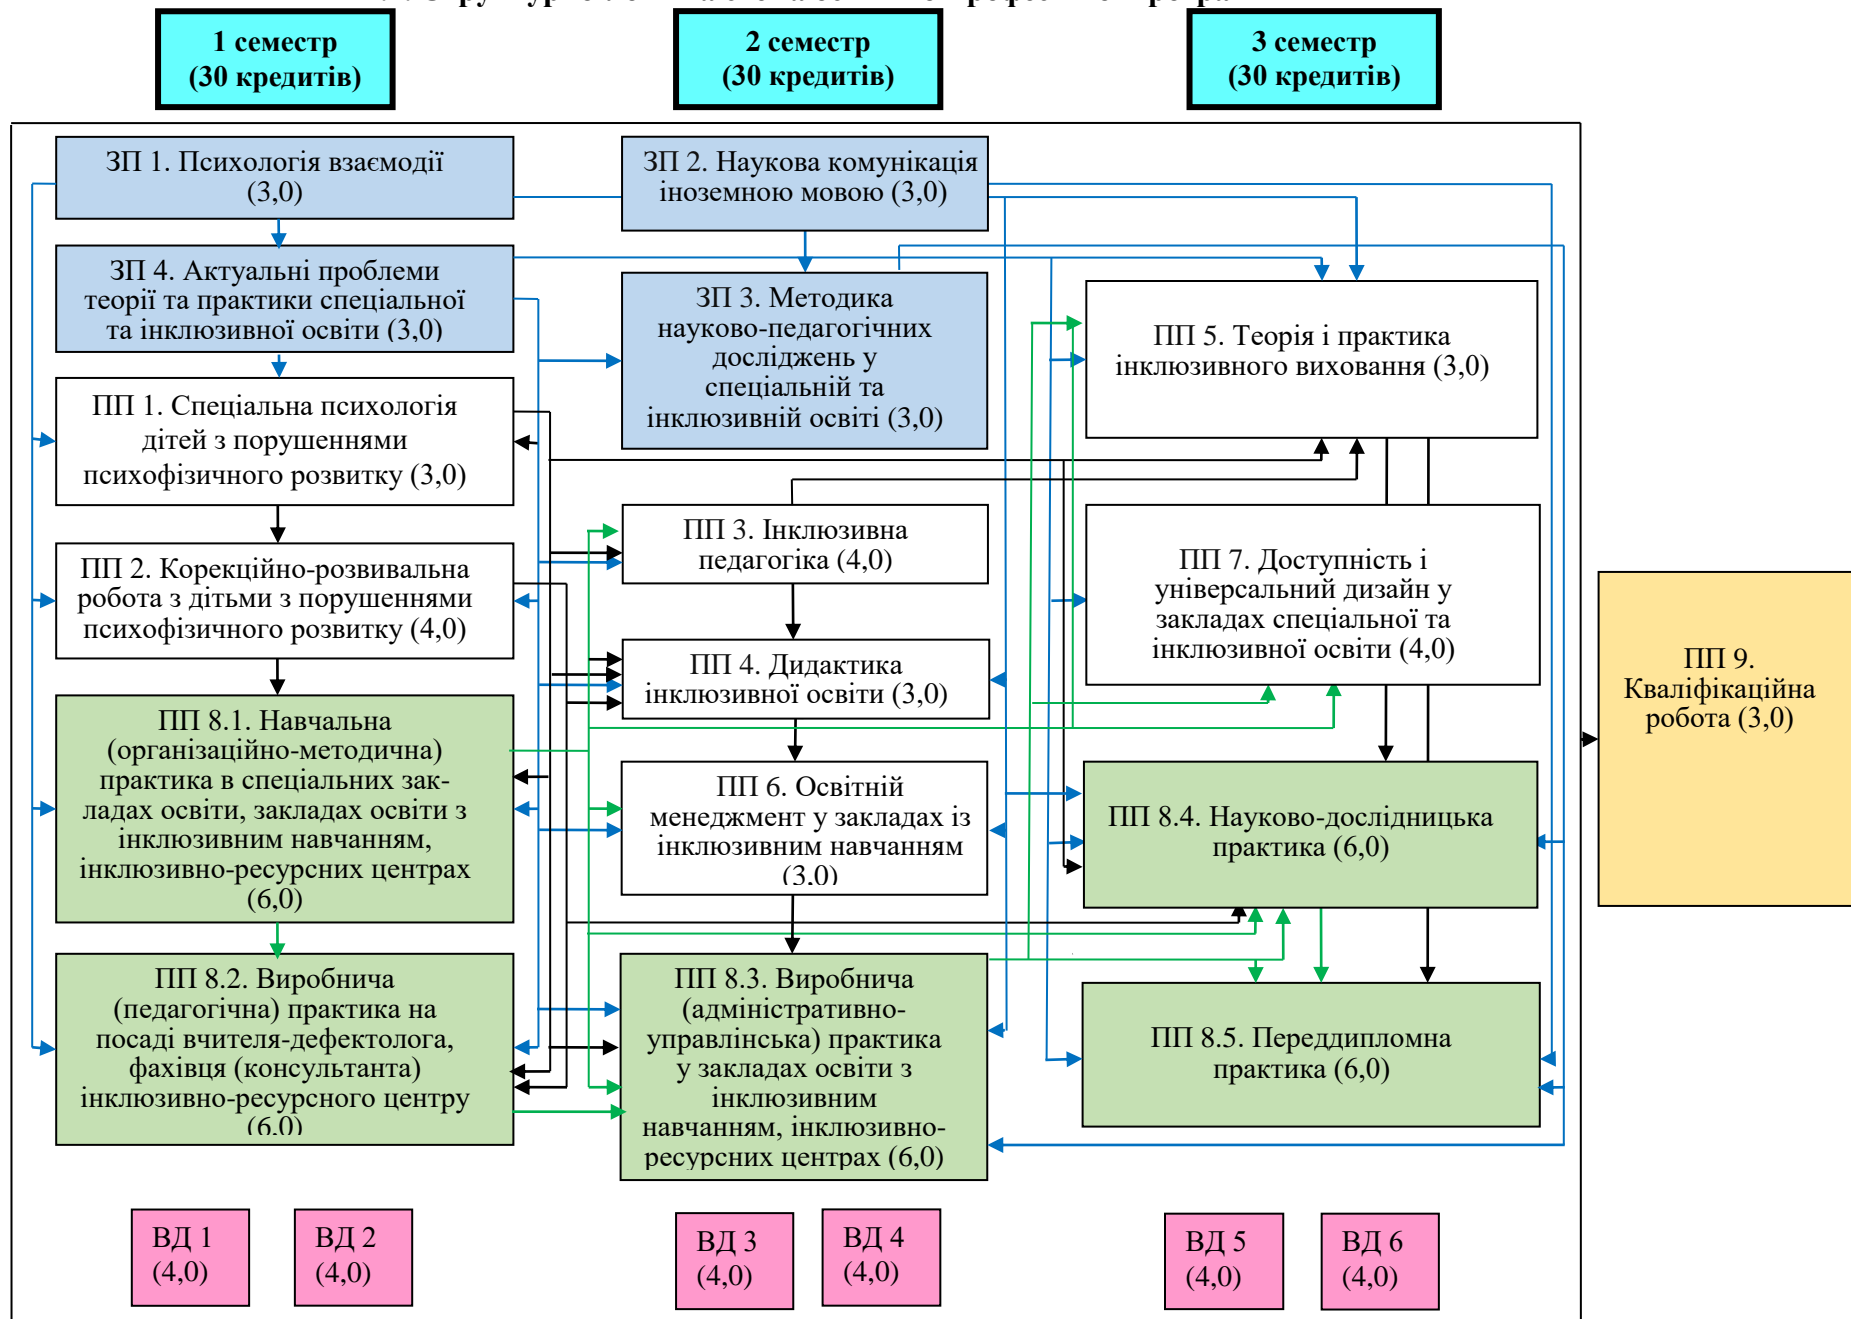 1 семестр
(30 кредитів)
2 семестр
(30 кредитів)
3 семестр
(30 кредитів)
ЗП 1. Психологія взаємодії
(3,0)
ЗП 4. Актуальні проблеми
теорії та практики спеціальної
та інклюзивної освіти (3,0)
ПП 1. Спеціальна психологія
дітей з порушеннями
психофізичного розвитку (3,0)
ПП 2. Корекційно-розвивальна
робота з дітьми з порушеннями
психофізичного розвитку (4,0)
ПП 8.1. Навчальна
(організаційно-методична)
практика в спеціальних зак-
ладах освіти, закладах освіти з
інклюзивним навчанням,
інклюзивно-ресурсних центрах
(6,0)
ПП 8.2. Виробнича
(педагогічна) практика на
посаді вчителя-дефектолога,
фахівця (консультанта)
інклюзивно-ресурсного центру
(6,0)
ВД 1
(4,0)
ВД 2
(4,0)
ЗП 2. Наукова комунікація
іноземною мовою (3,0)
ЗП 3. Методика
науково-педагогічних
досліджень у
спеціальній та
інклюзивній освіті (3,0)
ПП 3. Інклюзивна
педагогіка (4,0)
ПП 4. Дидактика
інклюзивної освіти (3,0)
ПП 6. Освітній
менеджмент у закладах із
інклюзивним навчанням
(3,0)
ПП 8.3. Виробнича
(адміністративно-
управлінська) практика
у закладах освіти з
інклюзивним
навчанням, інклюзивно-
ресурсних центрах (6,0)
ВД 3
(4,0)
ВД 4
(4,0)
ПП 5. Теорія і практика
інклюзивного виховання (3,0)
ПП 7. Доступність і
універсальний дизайн у
закладах спеціальної та
інклюзивної освіти (4,0)
ПП 8.4. Науково-дослідницька
практика (6,0)
ПП 8.5. Переддипломна
практика (6,0)
ВД 5
(4,0)
ВД 6
(4,0)
ПП 9.
Кваліфікаційна
робота (3,0)